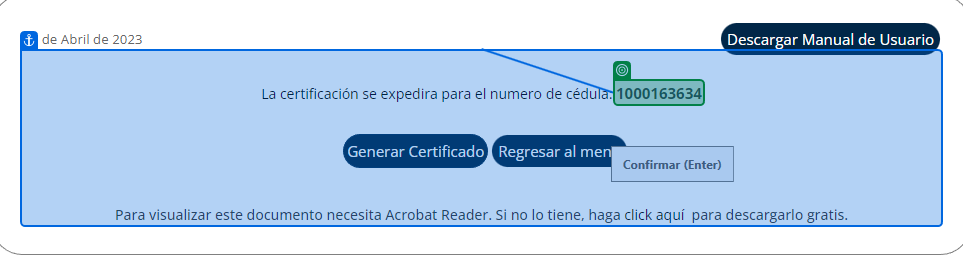 de Abril de 2023
Descargar Manual de Usuario
La certificación se expedira para el numero de cédula: 1000163634
Generar Certificado
Regresar al men
Confirmar (Enter)
Para visualizar este documento necesita Acrobat Reader. Si no lo tiene, haga click aquí para descargarlo gratis.